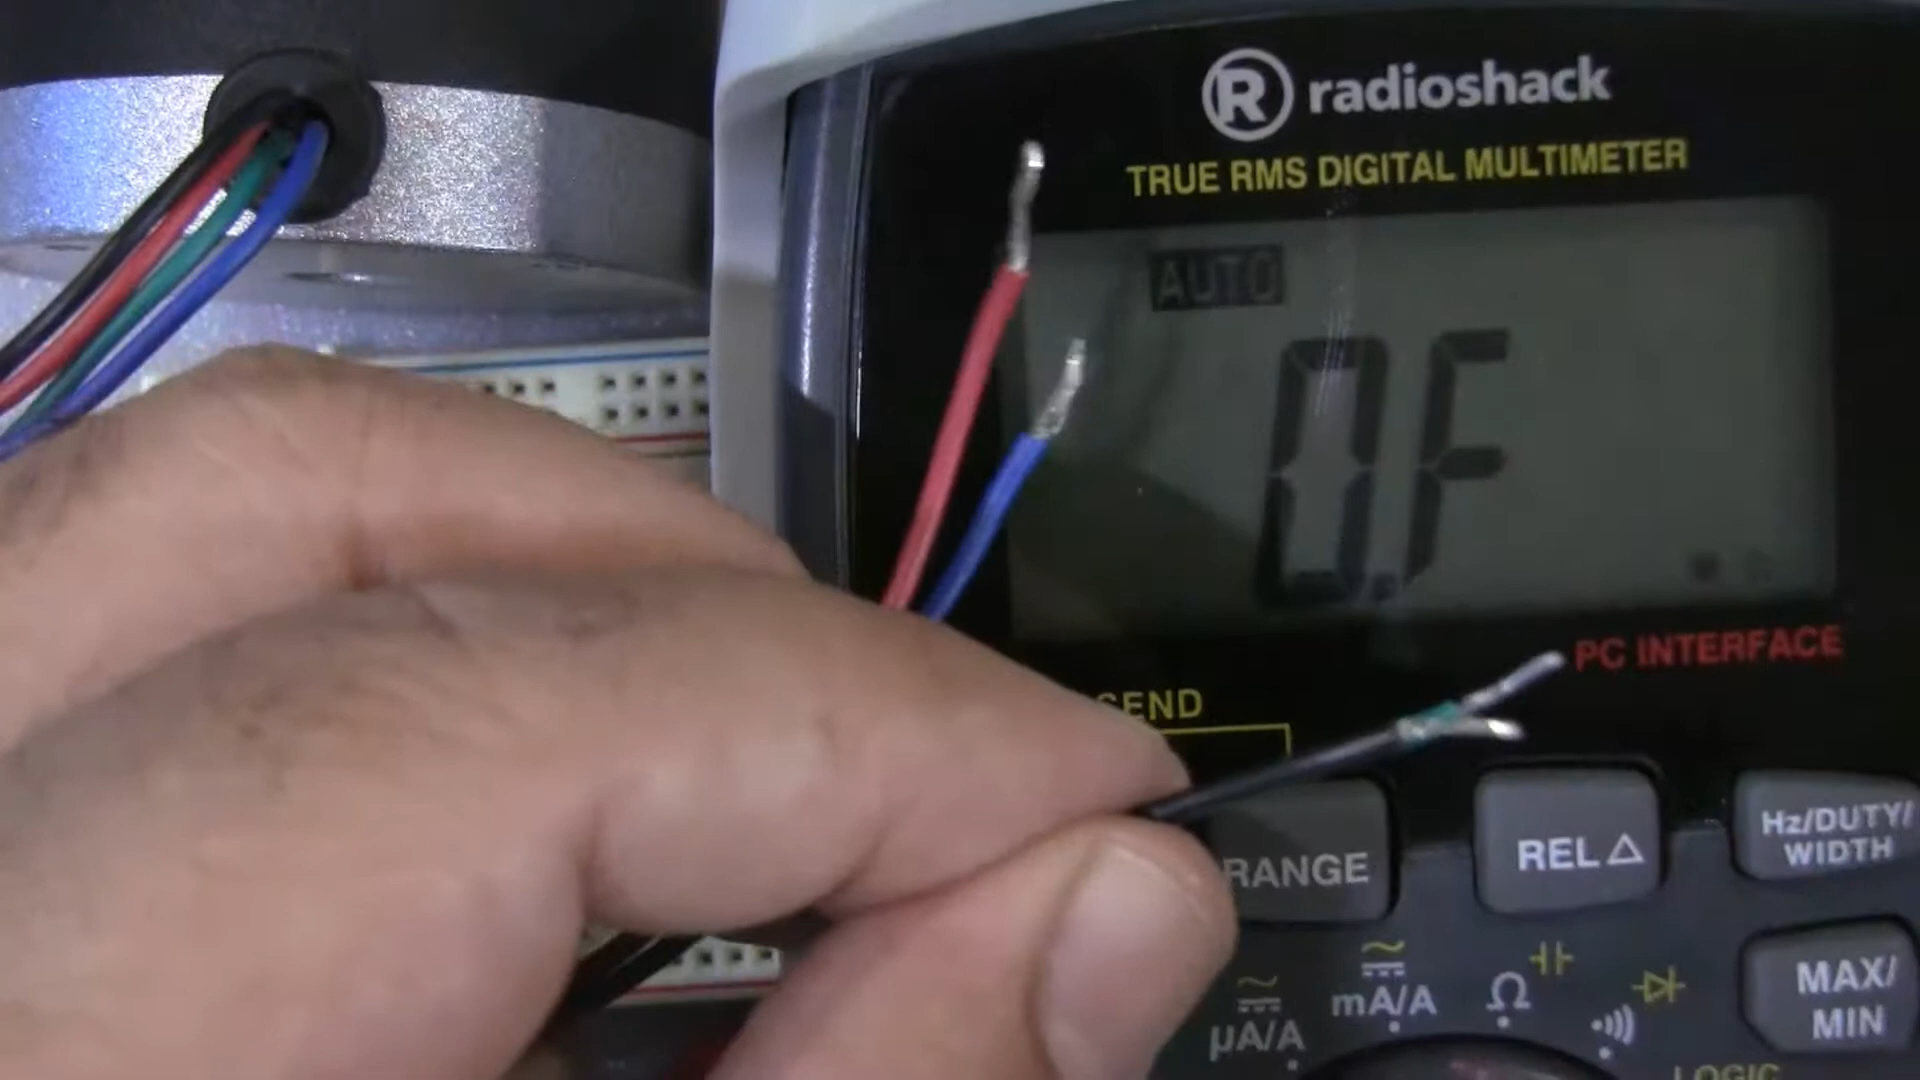 R radioshack
TRUE RMS DIGITAL MULTIMETER
AUTO
0.F
PC INTERFACE
SEND
RANGE
REL△
Hz/DUTY/
WIDTH
MAX/
MIN
µA/A
mA/A
Ω
LOGIC